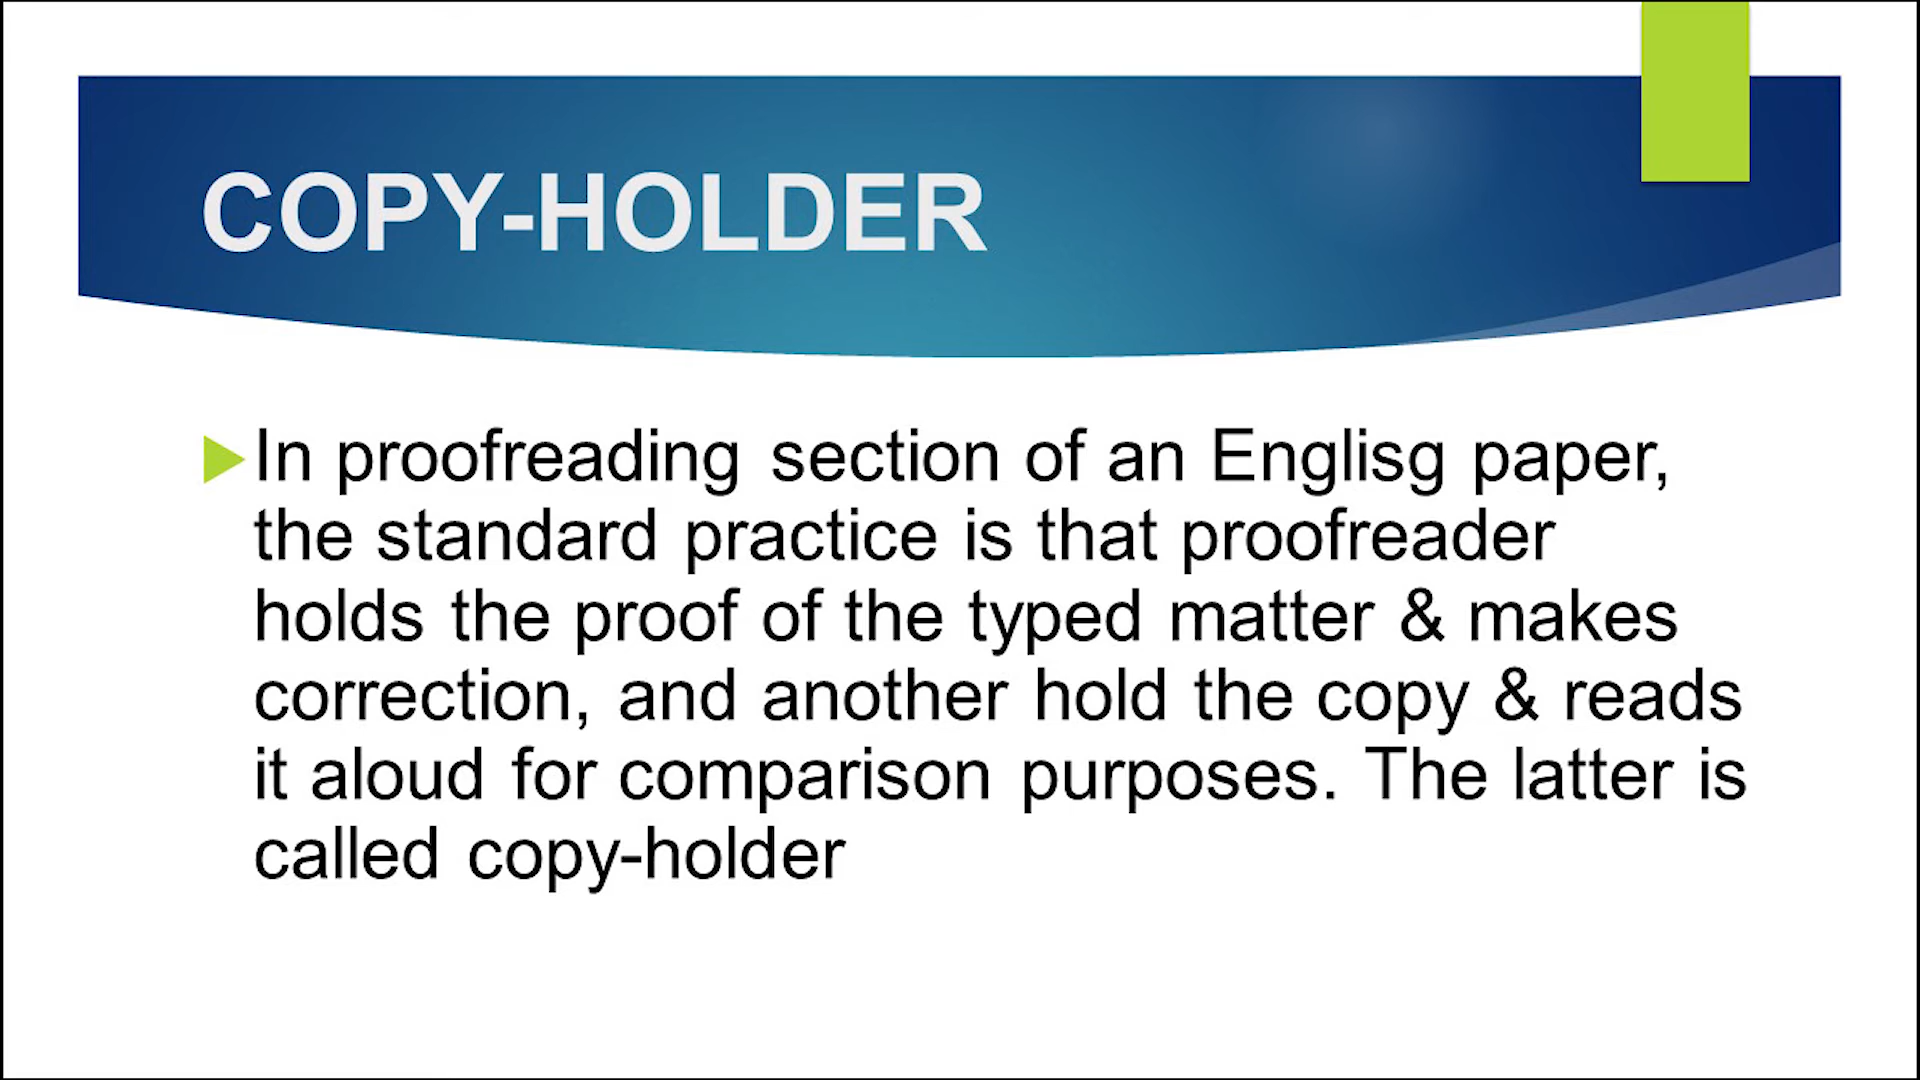 COPY-HOLDER
In proofreading section of an Englisg paper,
the standard practice is that proofreader
holds the proof of the typed matter & makes
correction, and another hold the copy & reads
it aloud for comparison purposes. The latter is
called copy-holder